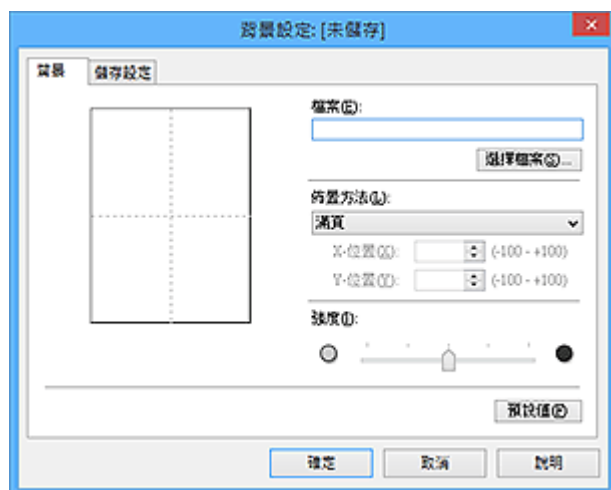 背景設定: [未儲存]
背景
儲存設定
檔案(E):
選擇檔案(S)...
佈置方法(L):
滿頁
X-位置(X): (-100 - +100)
Y-位置(Y): (-100 - +100)
強度(I):
預設值(F)
確定 取消 說明